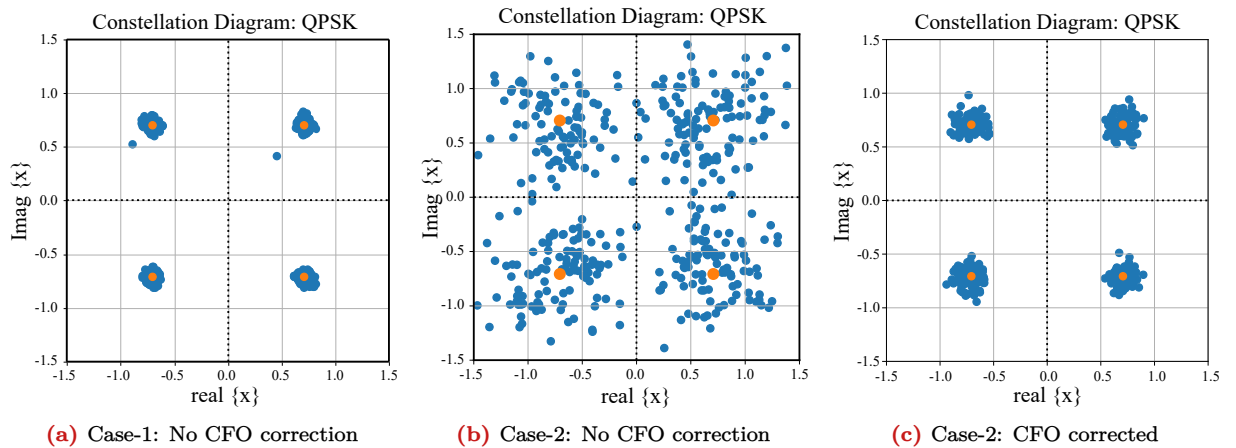 Constellation Diagram: QPSK
1.5
1.0
0.5
0.0
-0.5
-1.0
-1.5
Imag {x}
-1.5 -1.0 -0.5 0.0 0.5 1.0 1.5
real {x}
(a) Case-1: No CFO correction
Constellation Diagram: QPSK
1.5
1.0
0.5
0.0
-0.5
-1.0
-1.5
Imag {x}
-1.5 -1.0 -0.5 0.0 0.5 1.0 1.5
real {x}
(b) Case-2: No CFO correction
Constellation Diagram: QPSK
1.5
1.0
0.5
0.0
-0.5
-1.0
-1.5
Imag {x}
-1.5 -1.0 -0.5 0.0 0.5 1.0 1.5
real {x}
(c) Case-2: CFO corrected